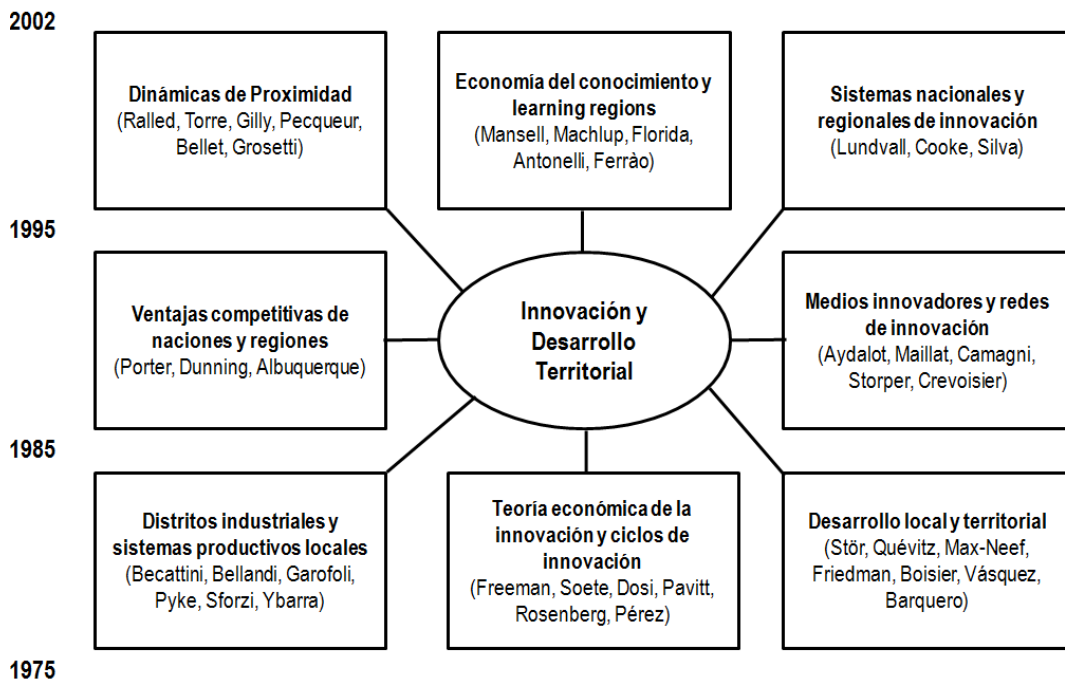 2002
Dinámicas de Proximidad
(Ralled, Torre, Gilly, Pecqueur,
Bellet, Grosetti)
Economía del conocimiento y
learning regions
(Mansell, Machlup, Florida,
Antonelli, Ferrào)
Sistemas nacionales y
regionales de innovación
(Lundvall, Cooke, Silva)
1995
Ventajas competitivas de
naciones y regiones
(Porter, Dunning, Albuquerque)
Innovación y
Desarrollo
Territorial
Medios innovadores y redes
de innovación
(Aydalot, Maillat, Camagni,
Storper, Crevoisier)
1985
Distritos industriales y
sistemas productivos locales
(Becattini, Bellandi, Garofoli,
Pyke, Sforzi, Ybarra)
Teoría económica de la
innovación y ciclos de
innovación
(Freeman, Soete, Dosi, Pavitt,
Rosenberg, Pérez)
Desarrollo local y territorial
(Stör, Quévitz, Max-Neef,
Friedman, Boisier, Vásquez,
Barquero)
1975